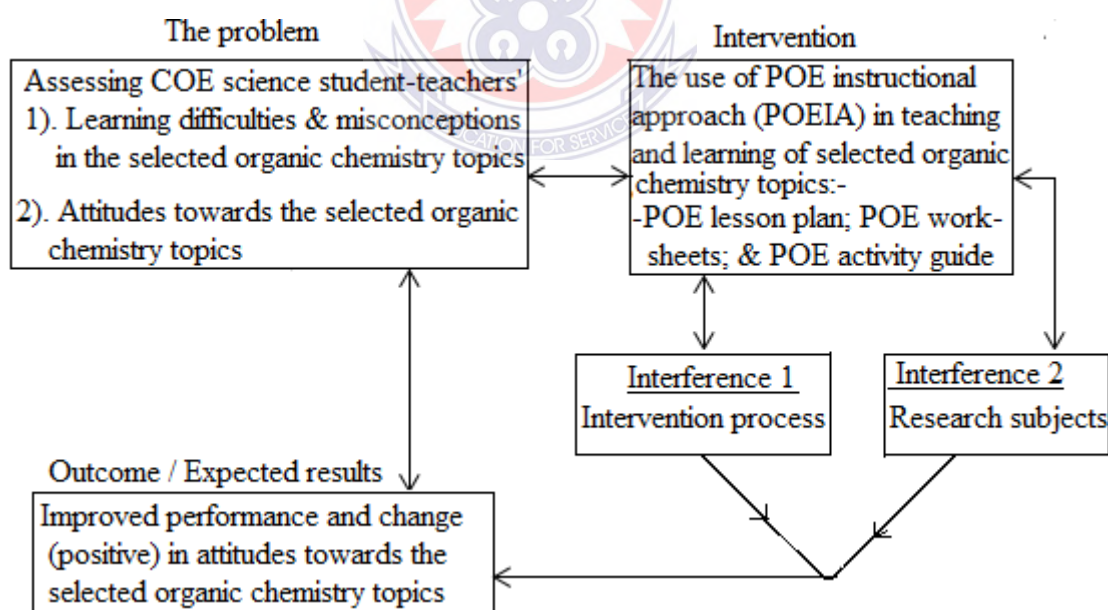 The problem
Assessing COE science student-teachers'
1). Learning difficulties & misconceptions
in the selected organic chemistry topics
2). Attitudes towards the selected organic
chemistry topics
Intervention
The use of POE instructional
approach (POEIA) in teaching
and learning of selected organic
chemistry topics:-
-POE lesson plan; POE work-
sheets; & POE activity guide
Interference 1
Intervention process
Interference 2
Research subjects
Outcome / Expected results
Improved performance and change
(positive) in attitudes towards the
selected organic chemistry topics
FOR SERVICE